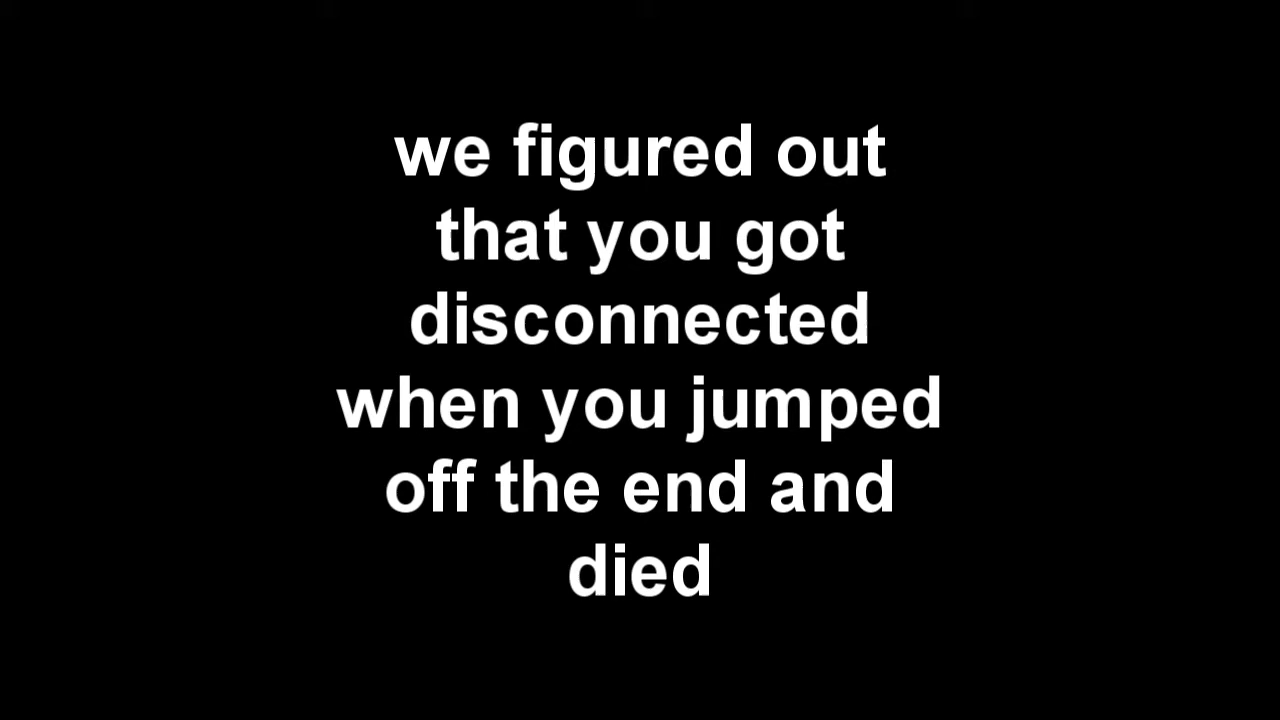 we figured out
that you got
disconnected
when you jumped
off the end and
died